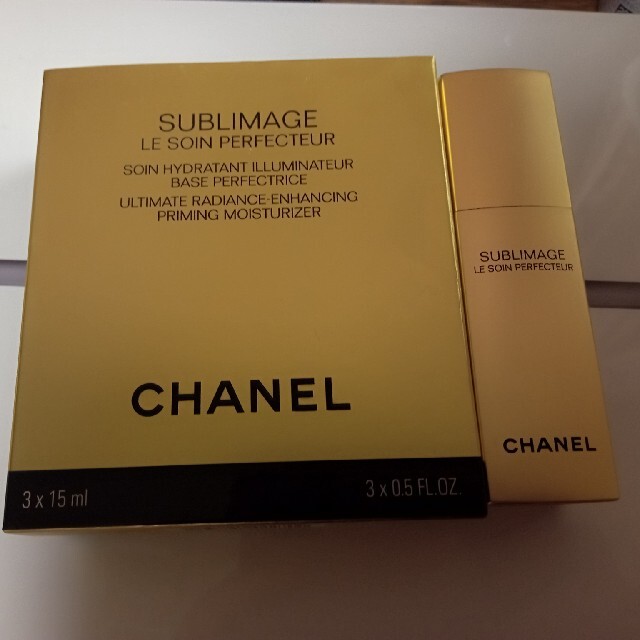 SUBLIMAGE
LE SOIN PERFECTEUR
SOIN HYDRATANT ILLUMINATEUR
BASE PERFECTRICE
ULTIMATE RADIANCE-ENHANCING
PRIMING MOISTURIZER
CHANEL
3 x 15 ml
3 x 0.5 FL.OZ.
SUBLIMAGE
LE SOIN PERFECTEUR
CHANEL